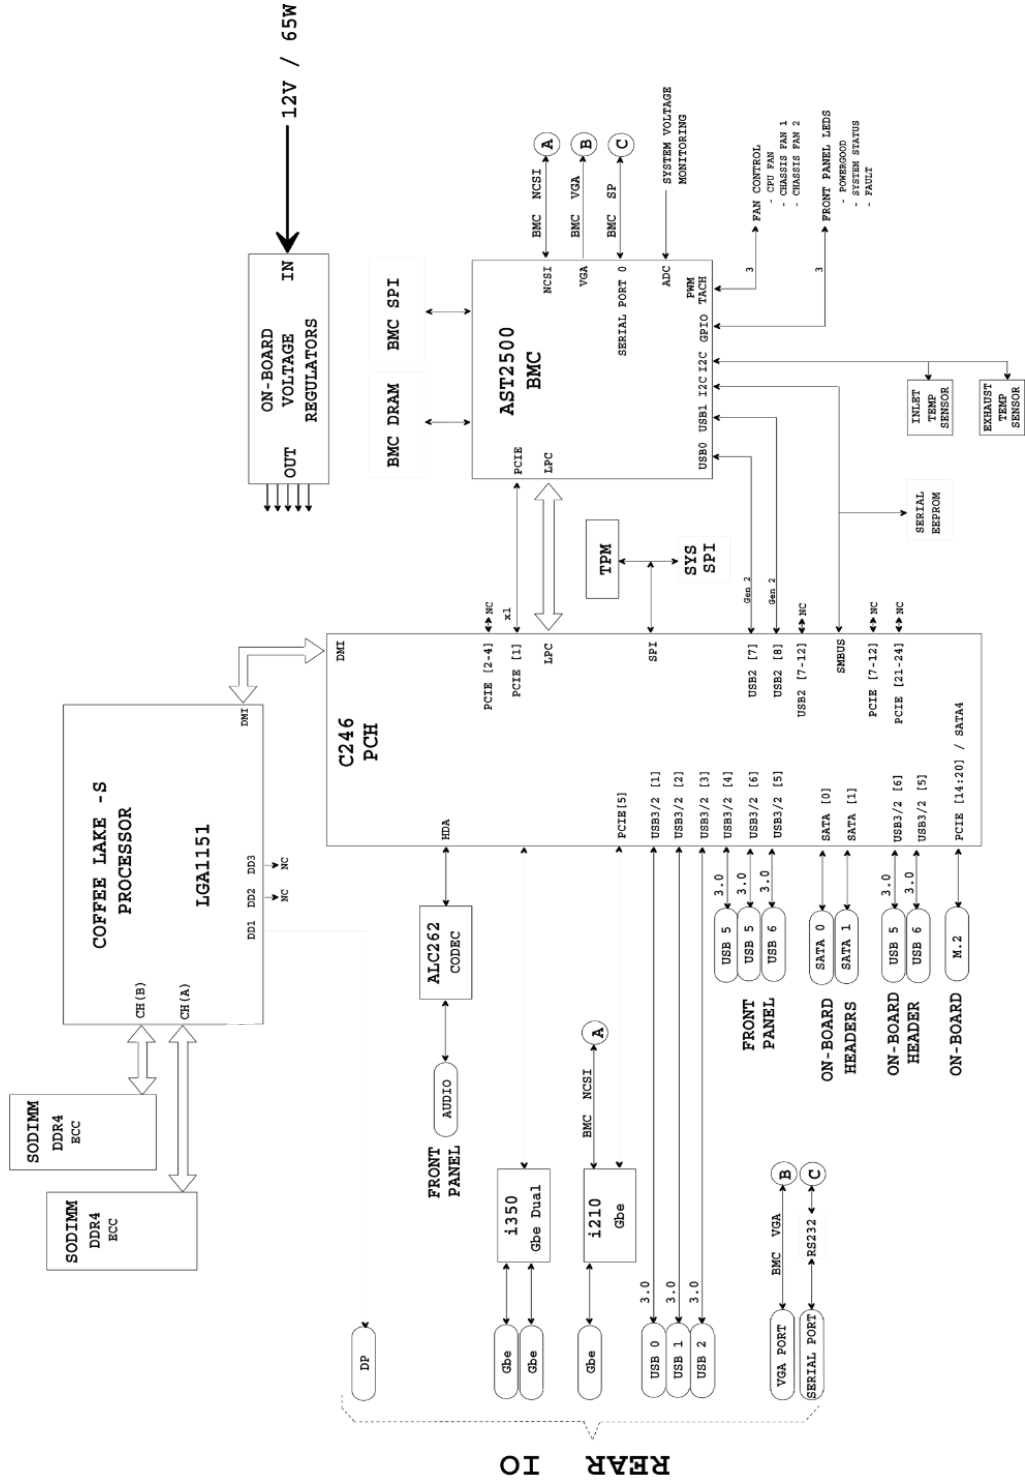 12V / 65W
ON-BOARD
VOLTAGE
REGULATORS
IN
OUT
BMC SPI
BMC DRAM
AST2500
BMC
NCSI
VGA
SERIAL PORT 0
ADC
PWM
TACH
GPIO
I2C
I2C
USB1
USB0
PCIE
LPC
BMC NCSI
A
BMC VGA
B
BMC SP
C
SYSTEM VOLTAGE
MONITORING
3
FAN CONTROL
- CPU FAN
- CHASSIS FAN 1
- CHASSIS FAN 2
3
FRONT PANEL LEDS
- POWERGOOD
- SYSTEM STATUS
- FAULT
INLET
TEMP
SENSOR
EXHAUST
TEMP
SENSOR
SERIAL
EEPROM
TPM
SYS
SPI
x1
Gen 2
Gen 2
COFFEE LAKE -S
PROCESSOR
LGA1151
DMI
DD3
DD2
DD1
NC
NC
CH(B)
CH(A)
SODIMM
DDR4
ECC
SODIMM
DDR4
ECC
C246
PCH
DMI
PCIE [2-4]
NC
PCIE [1]
LPC
SPI
USB2 [7]
USB2 [8]
USB2 [7-12]
NC
SMBUS
PCIE [7-12]
NC
PCIE [21-24]
NC
HDA
PCIE[5]
USB3/2 [1]
USB3/2 [2]
USB3/2 [3]
USB3/2 [4]
USB3/2 [6]
USB3/2 [5]
SATA [0]
SATA [1]
USB3/2 [6]
USB3/2 [5]
PCIE [14:20] / SATA4
ALC262
CODEC
AUDIO
FRONT
PANEL
3.0
USB 5
3.0
USB 5
3.0
USB 6
FRONT
PANEL
SATA 0
SATA 1
ON-BOARD
HEADERS
3.0
USB 5
3.0
USB 6
ON-BOARD
HEADER
M.2
ON-BOARD
i350
Gbe Dual
i210
Gbe
BMC NCSI
A
DP
Gbe
Gbe
Gbe
3.0
USB 0
3.0
USB 1
3.0
USB 2
BMC VGA
B
VGA PORT
RS232
C
SERIAL PORT
REAR IO